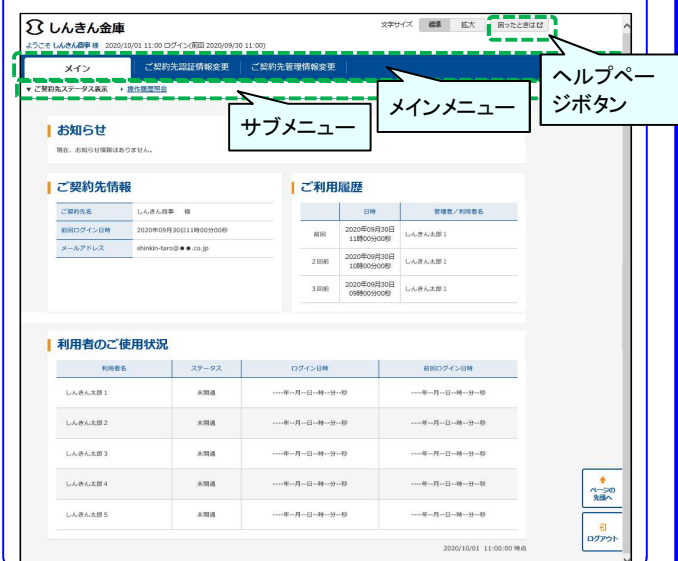 しんきん金庫
文字サイズ 標準 拡大 困ったときは
ようこそ しんきん商事 様 2020/10/01 11:00 ログイン(前回 2020/09/30 11:00)
メイン ご契約先認証情報変更 ご契約先管理情報変更
▼ ご契約先ステータス表示 ▸ 操作履歴照会
ヘルプペー
ジボタン
メインメニュー
サブメニュー
お知らせ
現在、お知らせ情報はありません。
ご契約先情報
ご契約先名 しんきん商事 様
前回ログイン日時 2020年09月30日11時00分00秒
メールアドレス shinkin-taro@●●.co.jp
ご利用履歴
日時 管理者/利用者名
前回 2020年09月30日
11時00分00秒 しんきん太郎1
2回前 2020年09月30日
10時00分00秒 しんきん太郎1
3回前 2020年09月30日
09時00分00秒 しんきん太郎1
利用者のご使用状況
利用者名 ステータス ログイン日時 前回ログイン日時
しんきん太郎1 未開通 ----年--月--日--時--分--秒 ----年--月--日--時--分--秒
しんきん太郎2 未開通 ----年--月--日--時--分--秒 ----年--月--日--時--分--秒
しんきん太郎3 未開通 ----年--月--日--時--分--秒 ----年--月--日--時--分--秒
しんきん太郎4 未開通 ----年--月--日--時--分--秒 ----年--月--日--時--分--秒
しんきん太郎5 未開通 ----年--月--日--時--分--秒 ----年--月--日--時--分--秒
2020/10/01 11:00:00 時点
ページの
先頭へ
ログアウト